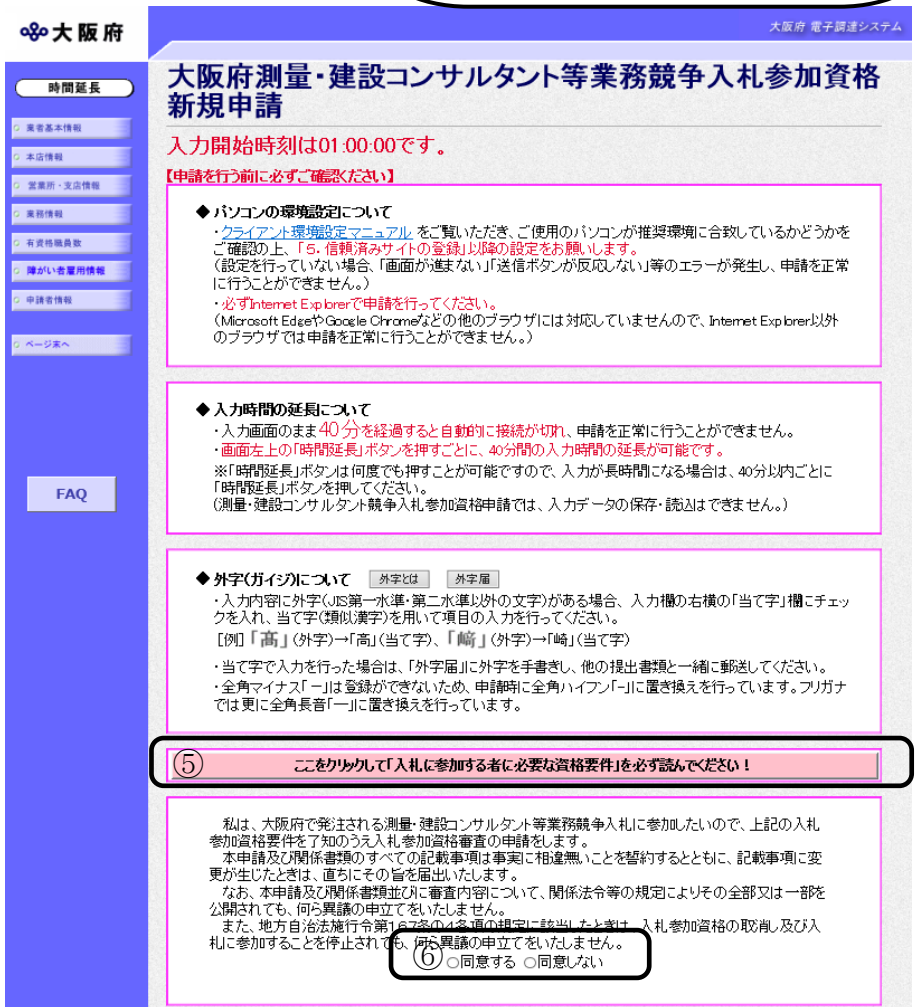 大阪府
大阪府 電子調達システム
時間延長
業者基本情報
本店情報
営業所・支店情報
業務情報
有資格職員数
障がい者雇用情報
申請者情報
ページ末へ
FAQ
大阪府測量・建設コンサルタント等業務競争入札参加資格
新規申請
入力開始時刻は01:00:00です。
【申請を行う前に必ずご確認ください】
◆ パソコンの環境設定について
・クライアント環境設定マニュアル をご覧いただき、ご使用のパソコンが推奨環境に合致しているかどうかを
ご確認の上、「5. 信頼済みサイトの登録」以降の設定をお願いします。
(設定を行っていない場合、「画面が進まない」「送信ボタンが反応しない」等のエラーが発生し、申請を正常
に行うことができません。)
・必ずInternet Explorerで申請を行ってください。
(Microsoft EdgeやGoogle Chromeなどの他のブラウザには対応していませんので、Internet Explorer以外
のブラウザでは申請を正常に行うことができません。)
◆ 入力時間の延長について
・入力画面のまま40分を経過すると自動的に接続が切れ、申請を正常に行うことができません。
・画面左上の「時間延長」ボタンを押すごとに、40分間の入力時間の延長が可能です。
※「時間延長」ボタンは何度でも押すことが可能ですので、入力が長時間になる場合は、40分以内ごとに
「時間延長」ボタンを押してください。
(測量・建設コンサルタント競争入札参加資格申請では、入力データの保存・読込はできません。)
◆ 外字(ガイジ)について 外字とは 外字届
・入力内容に外字(JIS第一水準・第二水準以外の文字)がある場合、入力欄の右横の「当て字」欄にチェッ
クを入れ、当て字(類似漢字)を用いて項目の入力を行ってください。
[例]「髙」(外字)→「高」(当て字)、「﨑」(外字)→「崎」(当て字)
・当て字で入力を行った場合は、「外字届」に外字を手書きし、他の提出書類と一緒に郵送してください。
・全角マイナス「－」は登録ができないため、申請時に全角ハイフン「‐」に置き換えを行っています。フリガナ
では更に全角長音「ー」に置き換えを行っています。
⑤ ここをクリックして「入札に参加する者に必要な資格要件」を必ず読んでください！
私は、大阪府で発注される測量・建設コンサルタント等業務競争入札に参加したいので、上記の入札
参加資格要件を了知のうえ入札参加資格審査の申請をします。
本申請及び関係書類のすべての記載事項は事実に相違無いことを誓約するとともに、記載事項に変
更が生じたときは、直ちにその旨を届出いたします。
なお、本申請及び関係書類並びに審査内容について、関係法令等の規定によりその全部又は一部を
公開されても、何ら異議の申立てをいたしません。
また、地方自治法施行令第167条の4各項の規定に該当したときは、入札参加資格の取消し及び入
札に参加することを停止されても、何ら異議の申立てをいたしません。
⑥ ○同意する ○同意しない